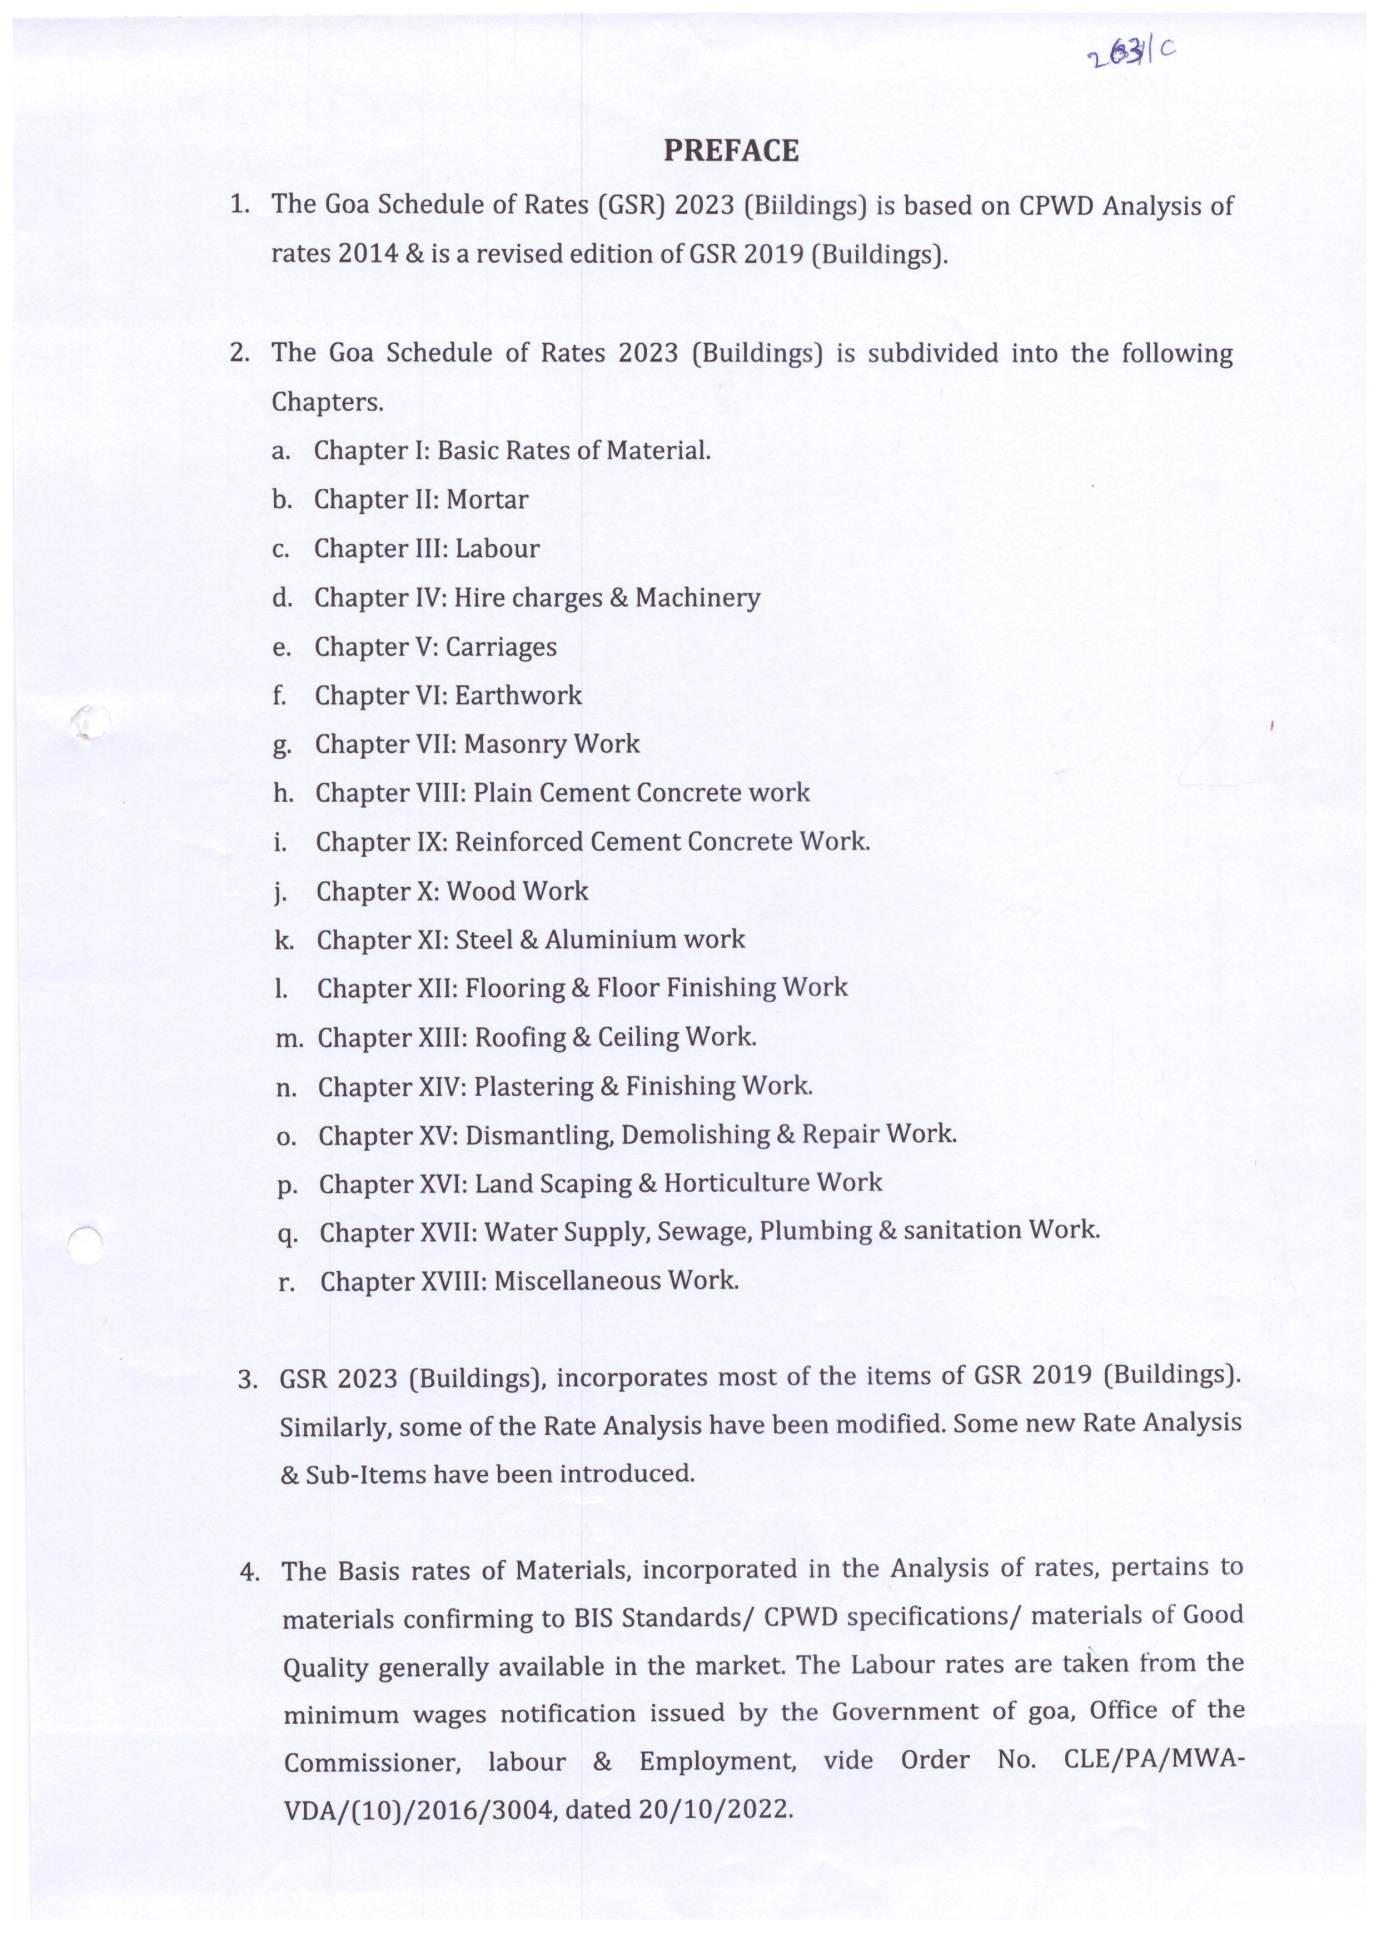 PREFACE
1. The Goa Schedule of Rates (GSR) 2023 (Biildings) is based on CPWD Analysis of
rates 2014 & is a revised edition of GSR 2019 (Buildings).
2. The Goa Schedule of Rates 2023 (Buildings) is subdivided into the following
Chapters.
a. Chapter I: Basic Rates of Material.
b. Chapter II: Mortar
c. Chapter III: Labour
d. Chapter IV: Hire charges & Machinery
e. Chapter V: Carriages
f. Chapter VI: Earthwork
g. Chapter VII: Masonry Work
h. Chapter VIII: Plain Cement Concrete work
i. Chapter IX: Reinforced Cement Concrete Work.
j. Chapter X: Wood Work
k. Chapter XI: Steel & Aluminium work
l. Chapter XII: Flooring & Floor Finishing Work
m. Chapter XIII: Roofing & Ceiling Work.
n. Chapter XIV: Plastering & Finishing Work.
o. Chapter XV: Dismantling, Demolishing & Repair Work.
p. Chapter XVI: Land Scaping & Horticulture Work
q. Chapter XVII: Water Supply, Sewage, Plumbing & sanitation Work.
r. Chapter XVIII: Miscellaneous Work.
3. GSR 2023 (Buildings), incorporates most of the items of GSR 2019 (Buildings).
Similarly, some of the Rate Analysis have been modified. Some new Rate Analysis
& Sub-Items have been introduced.
4. The Basis rates of Materials, incorporated in the Analysis of rates, pertains to
materials confirming to BIS Standards/ CPWD specifications/ materials of Good
Quality generally available in the market. The Labour rates are taken from the
minimum wages notification issued by the Government of goa, Office of the
Commissioner, labour & Employment, vide Order No. CLE/PA/MWA-
VDA/(10)/2016/3004, dated 20/10/2022.